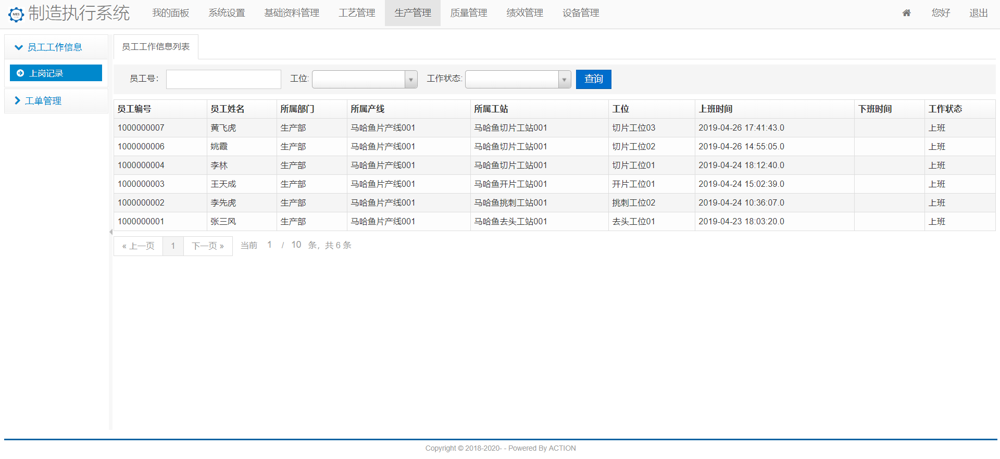 MES 制造执行系统 我的面板 系统设置 基础资料管理 工艺管理 生产管理 质量管理 绩效管理 设备管理 您好 退出
员工工作信息
上岗记录
工单管理
员工工作信息列表
员工号: 工位: 工作状态: 查询
员工编号 员工姓名 所属部门 所属产线 所属工站 工位 上班时间 下班时间 工作状态
1000000007 黄飞虎 生产部 马哈鱼片产线001 马哈鱼切片工站001 切片工位03 2019-04-26 17:41:43.0 上班
1000000006 姚霞 生产部 马哈鱼片产线001 马哈鱼切片工站001 切片工位02 2019-04-26 14:55:05.0 上班
1000000004 李林 生产部 马哈鱼片产线001 马哈鱼切片工站001 切片工位01 2019-04-24 18:12:40.0 上班
1000000003 王天成 生产部 马哈鱼片产线001 马哈鱼开片工站001 开片工位01 2019-04-24 15:02:39.0 上班
1000000002 李先虎 生产部 马哈鱼片产线001 马哈鱼挑刺工站001 挑刺工位02 2019-04-24 10:36:07.0 上班
1000000001 张三风 生产部 马哈鱼片产线001 马哈鱼去头工站001 去头工位01 2019-04-23 18:03:20.0 上班
« 上一页 1 下一页 » 当前 1 / 10 条，共 6 条
Copyright © 2018-2020- - Powered By ACTION